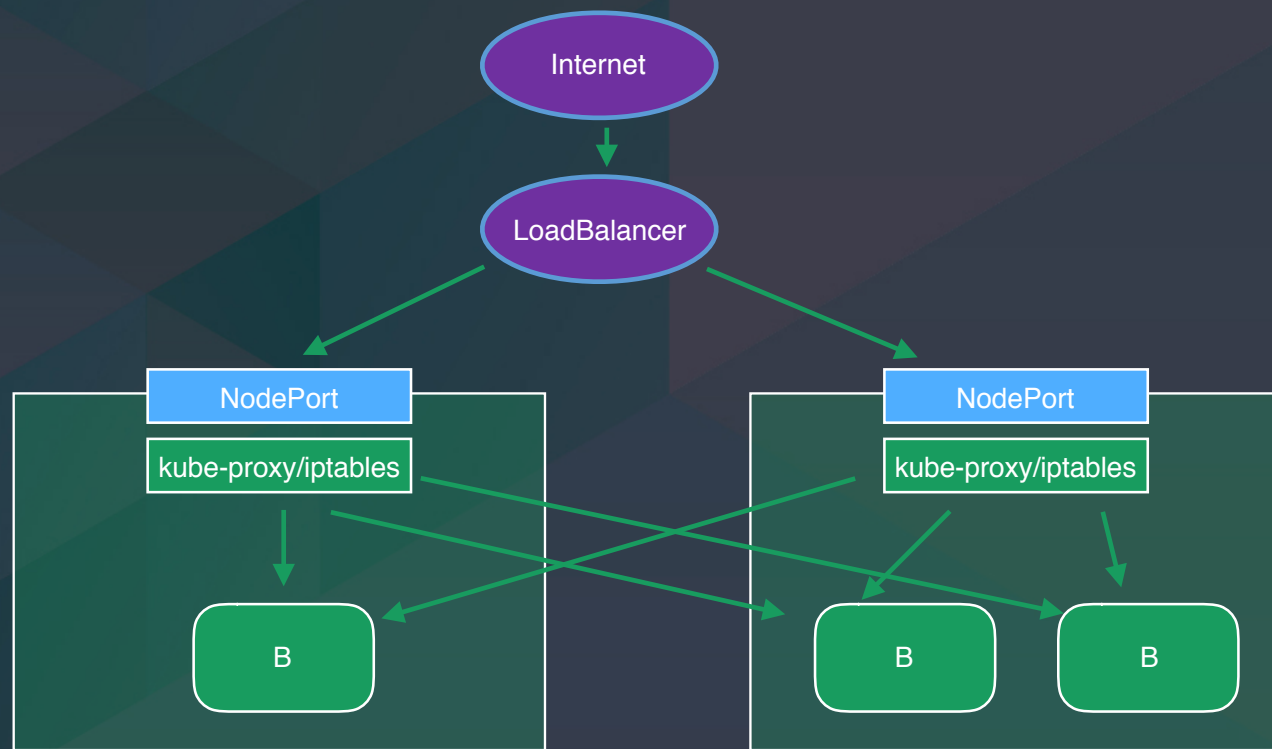 Internet
LoadBalancer
NodePort
NodePort
kube-proxy/iptables
kube-proxy/iptables
B
B
B